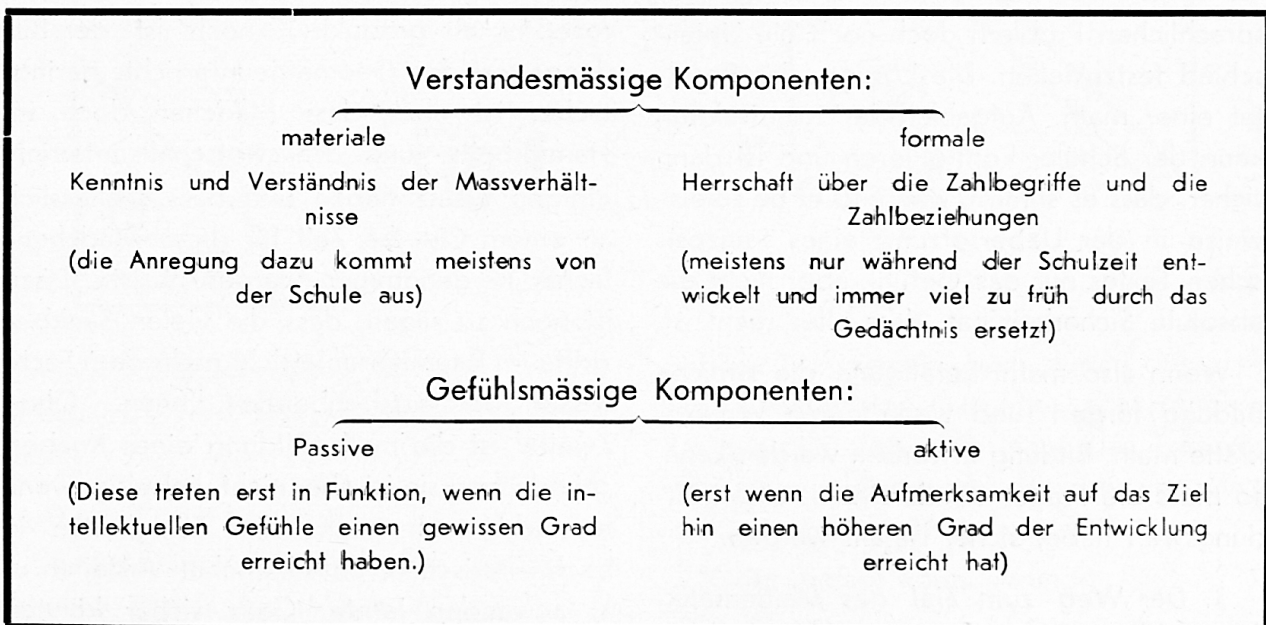 Verstandesmässige Komponenten:
materiale
Kenntnis und Verständnis der Massverhält-
nisse
(die Anregung dazu kommt meistens von
der Schule aus)
formale
Herrschaft über die Zahlbegriffe und die
Zahlbeziehungen
(meistens nur während der Schulzeit ent-
wickelt und immer viel zu früh durch das
Gedächtnis ersetzt)
Gefühlsmässige Komponenten:
Passive
(Diese treten erst in Funktion, wenn die in-
tellektuellen Gefühle einen gewissen Grad
erreicht haben.)
aktive
(erst wenn die Aufmerksamkeit auf das Ziel
hin einen höheren Grad der Entwicklung
erreicht hat)